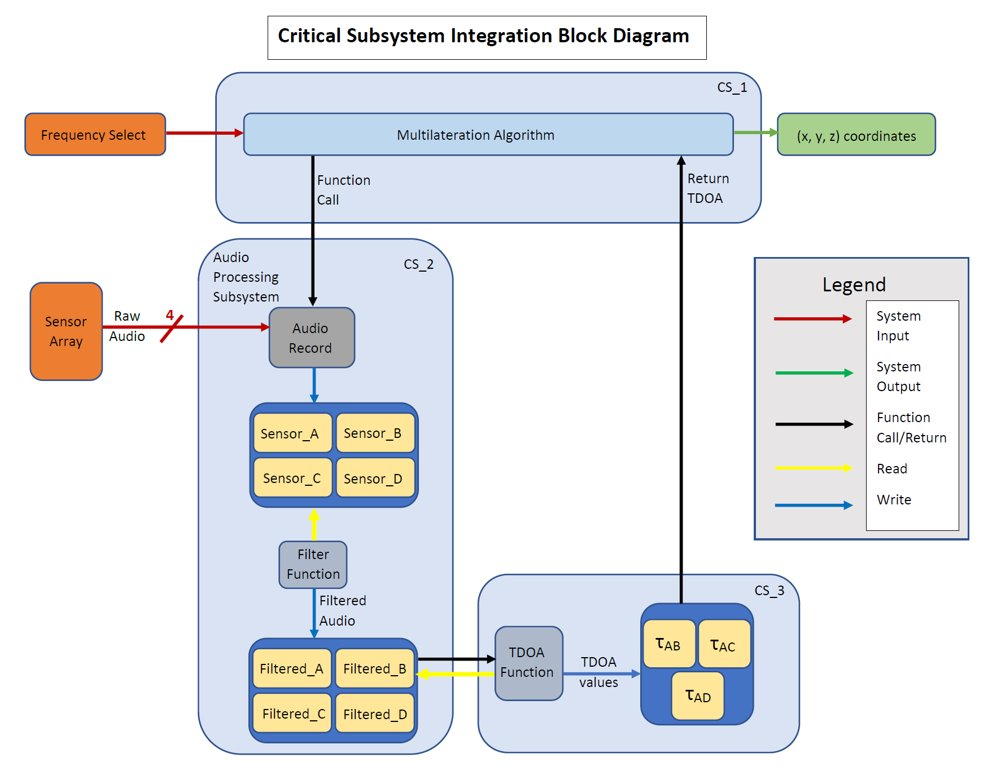 Critical Subsystem Integration Block Diagram
CS_1
Frequency Select
Multilateration Algorithm
(x, y, z) coordinates
Function
Call
Return
TDOA
Audio
Processing
Subsystem
CS_2
Sensor
Array
Raw
Audio
4
Audio
Record
Sensor_A
Sensor_B
Sensor_C
Sensor_D
Filter
Function
Filtered
Audio
Filtered_A
Filtered_B
Filtered_C
Filtered_D
CS_3
TDOA
Function
TDOA
values
τAB
τAC
τAD
Legend
System
Input
System
Output
Function
Call/Return
Read
Write